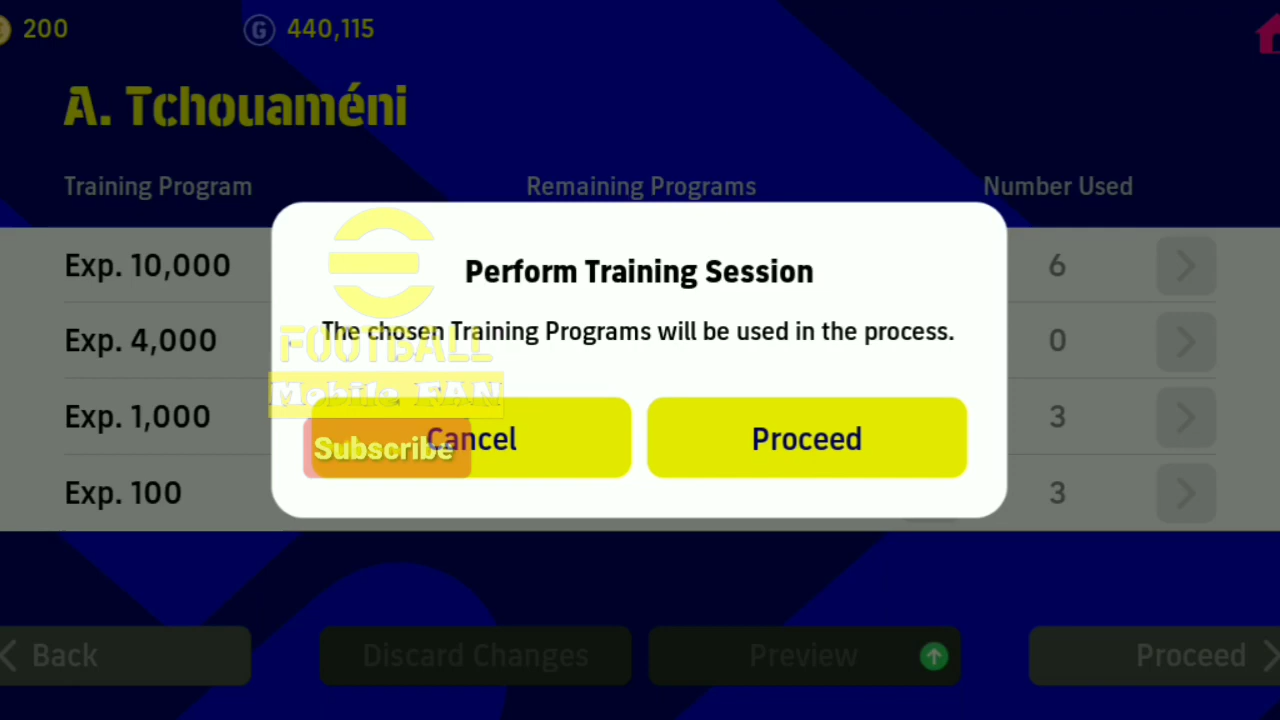 200
G 440,115
A. Tchouaméni
Training Program Remaining Programs Number Used
Exp. 10,000 6
Exp. 4,000 0
Exp. 1,000 3
Exp. 100 3
Perform Training Session
The chosen Training Programs will be used in the process.
FOOTBALL
Mobile FAN
Subscribe
Cancel Proceed
Back Discard Changes Preview Proceed